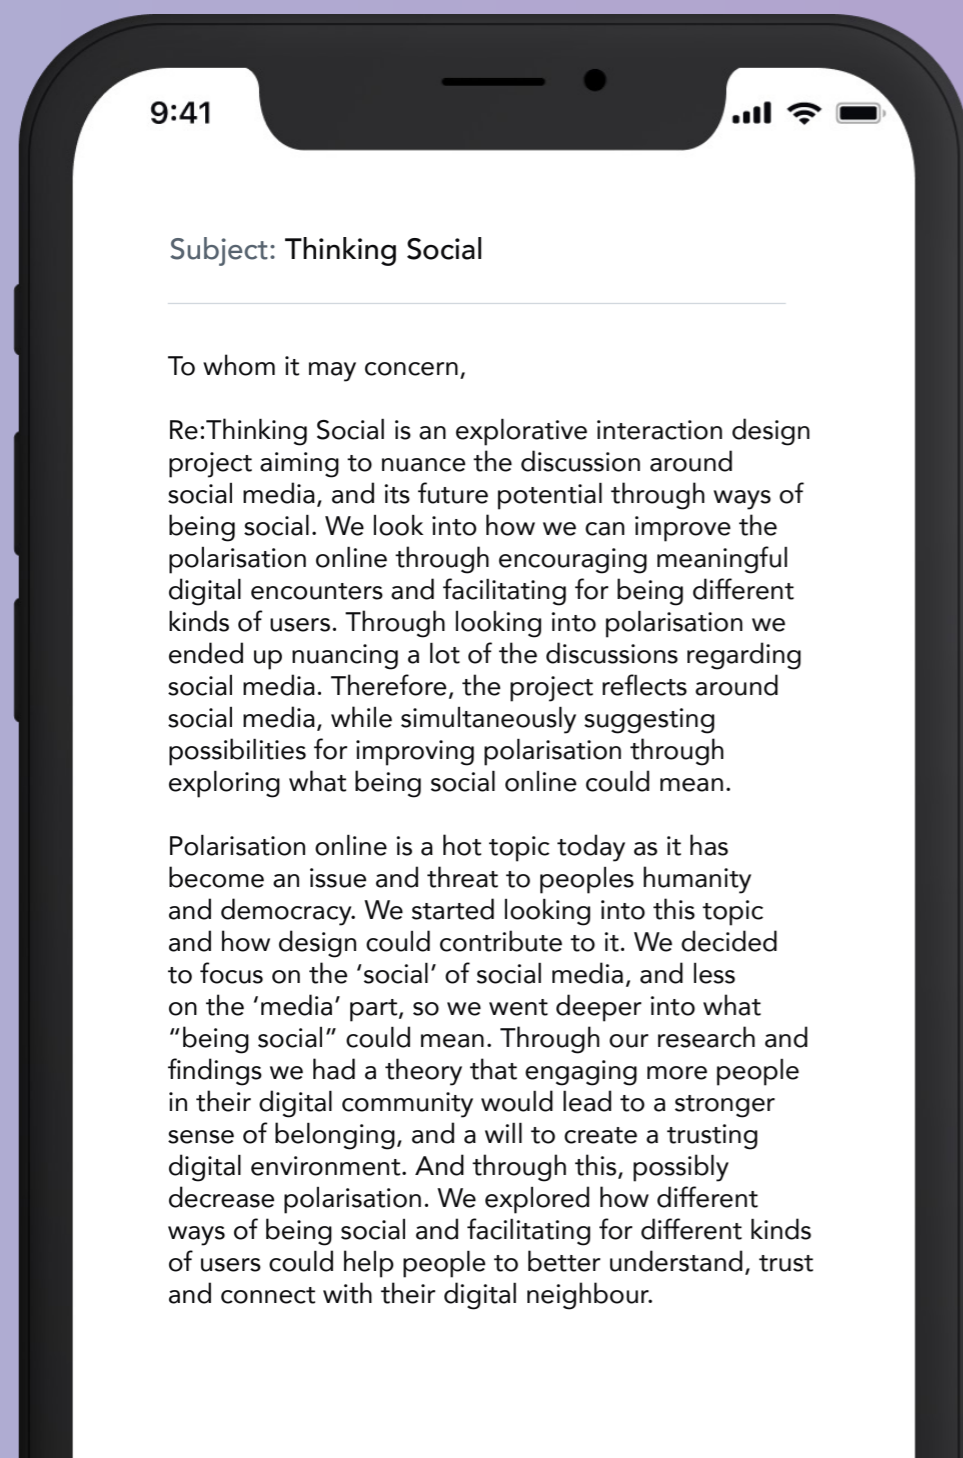 9:41
Subject: Thinking Social
To whom it may concern,
Re:Thinking Social is an explorative interaction design
project aiming to nuance the discussion around
social media, and its future potential through ways of
being social. We look into how we can improve the
polarisation online through encouraging meaningful
digital encounters and facilitating for being different
kinds of users. Through looking into polarisation we
ended up nuancing a lot of the discussions regarding
social media. Therefore, the project reflects around
social media, while simultaneously suggesting
possibilities for improving polarisation through
exploring what being social online could mean.
Polarisation online is a hot topic today as it has
become an issue and threat to peoples humanity
and democracy. We started looking into this topic
and how design could contribute to it. We decided
to focus on the ‘social’ of social media, and less
on the ‘media’ part, so we went deeper into what
“being social” could mean. Through our research and
findings we had a theory that engaging more people
in their digital community would lead to a stronger
sense of belonging, and a will to create a trusting
digital environment. And through this, possibly
decrease polarisation. We explored how different
ways of being social and facilitating for different kinds
of users could help people to better understand, trust
and connect with their digital neighbour.